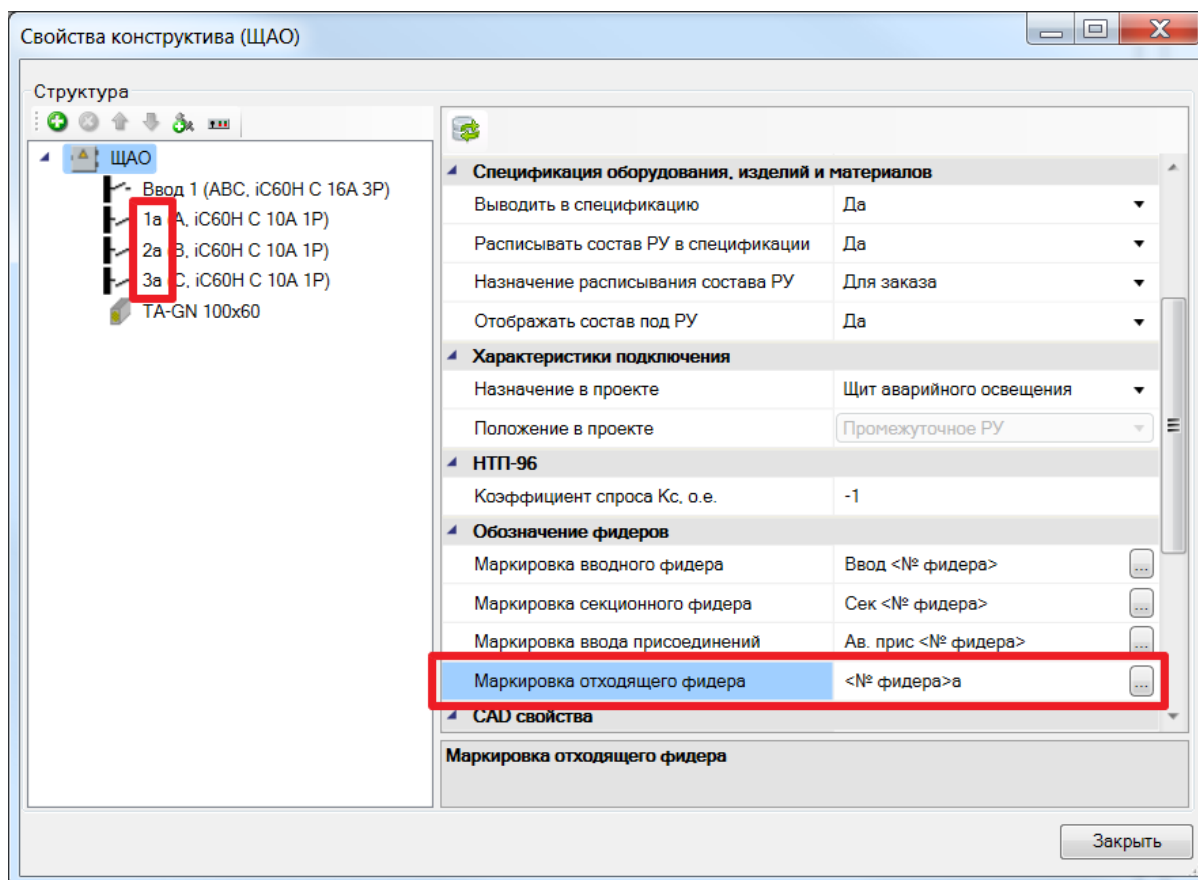 Свойства конструктива (ЩАО)
Структура
ЩАО
Ввод 1 (ABC, iC60H C 16A 3P)
1а (A, iC60H C 10A 1P)
2а (B, iC60H C 10A 1P)
3а (C, iC60H C 10A 1P)
TA-GN 100x60
Спецификация оборудования, изделий и материалов
Выводить в спецификацию Да
Расписывать состав РУ в спецификации Да
Назначение расписывания состава РУ Для заказа
Отображать состав под РУ Да
Характеристики подключения
Назначение в проекте Щит аварийного освещения
Положение в проекте Промежуточное РУ
НТП-96
Коэффициент спроса Кс, о.е. -1
Обозначение фидеров
Маркировка вводного фидера Ввод <№ фидера> ...
Маркировка секционного фидера Сек <№ фидера> ...
Маркировка ввода присоединений Ав. прис <№ фидера> ...
Маркировка отходящего фидера <№ фидера>а ...
CAD свойства
Маркировка отходящего фидера
Закрыть